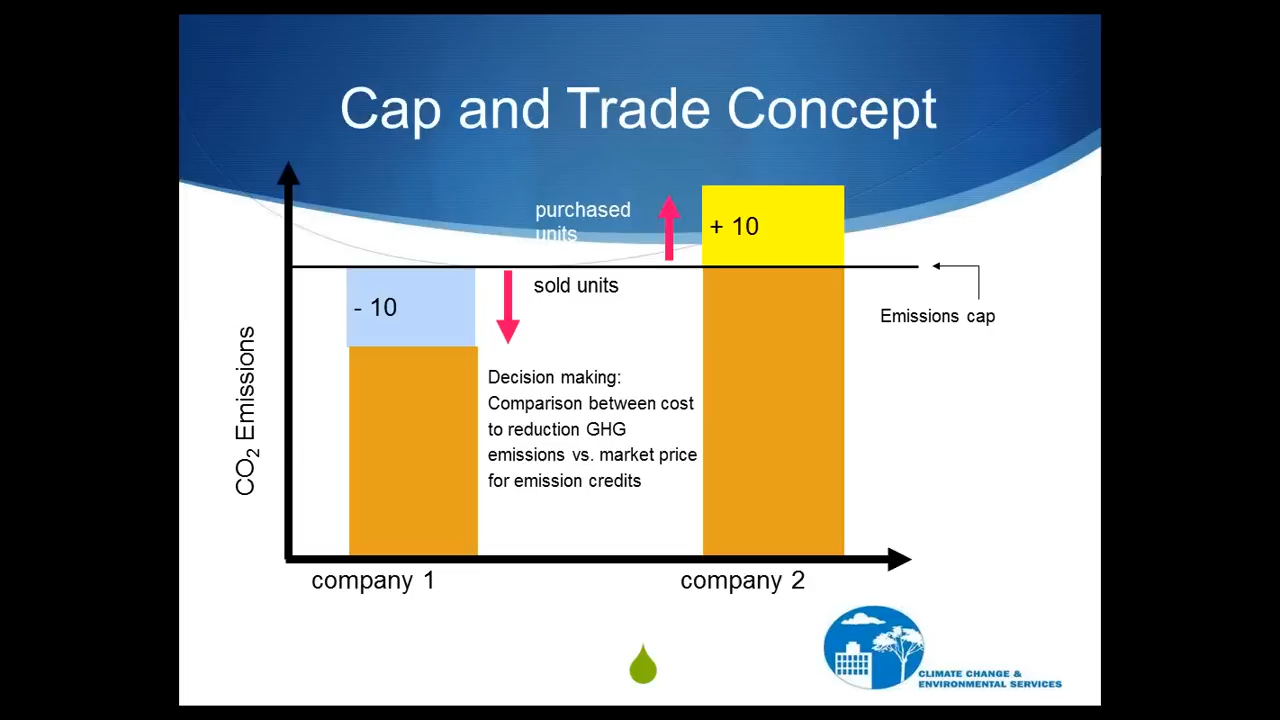 Cap and Trade Concept
purchased
units
+ 10
sold units
- 10
Emissions cap
CO₂ Emissions
Decision making:
Comparison between cost
to reduction GHG
emissions vs. market price
for emission credits
company 1
company 2
CLIMATE CHANGE &
ENVIRONMENTAL SERVICES